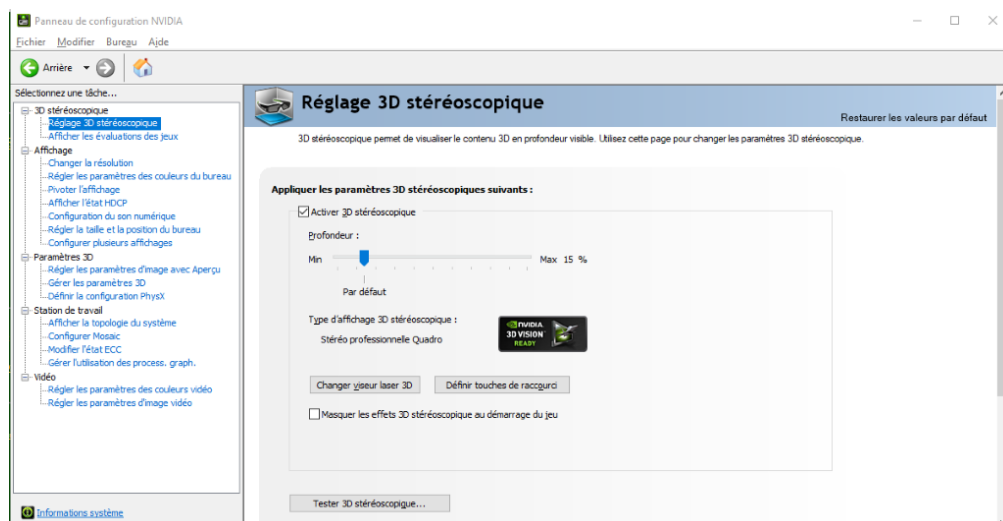 Panneau de configuration NVIDIA
Fichier Modifier Bureau Aide
Arrière
Sélectionnez une tâche...
3D stéréoscopique
Réglage 3D stéréoscopique
Afficher les évaluations des jeux
Affichage
Changer la résolution
Régler les paramètres des couleurs du bureau
Pivoter l'affichage
Afficher l'état HDCP
Configuration du son numérique
Régler la taille et la position du bureau
Configurer plusieurs affichages
Paramètres 3D
Régler les paramètres d'image avec Aperçu
Gérer les paramètres 3D
Définir la configuration PhysX
Station de travail
Afficher la topologie du système
Configurer Mosaic
Modifier l'état ECC
Gérer l'utilisation des process. graph.
Vidéo
Régler les paramètres des couleurs vidéo
Régler les paramètres d'image vidéo
Informations système
Réglage 3D stéréoscopique
Restaurer les valeurs par défaut
3D stéréoscopique permet de visualiser le contenu 3D en profondeur visible. Utilisez cette page pour changer les paramètres 3D stéréoscopique.
Appliquer les paramètres 3D stéréoscopiques suivants :
Activer 3D stéréoscopique
Profondeur :
Min Max 15 %
Par défaut
Type d'affichage 3D stéréoscopique :
Stéréo professionnelle Quadro
NVIDIA
3D VISION
READY
Changer viseur laser 3D Définir touches de raccourci
Masquer les effets 3D stéréoscopique au démarrage du jeu
Tester 3D stéréoscopique...